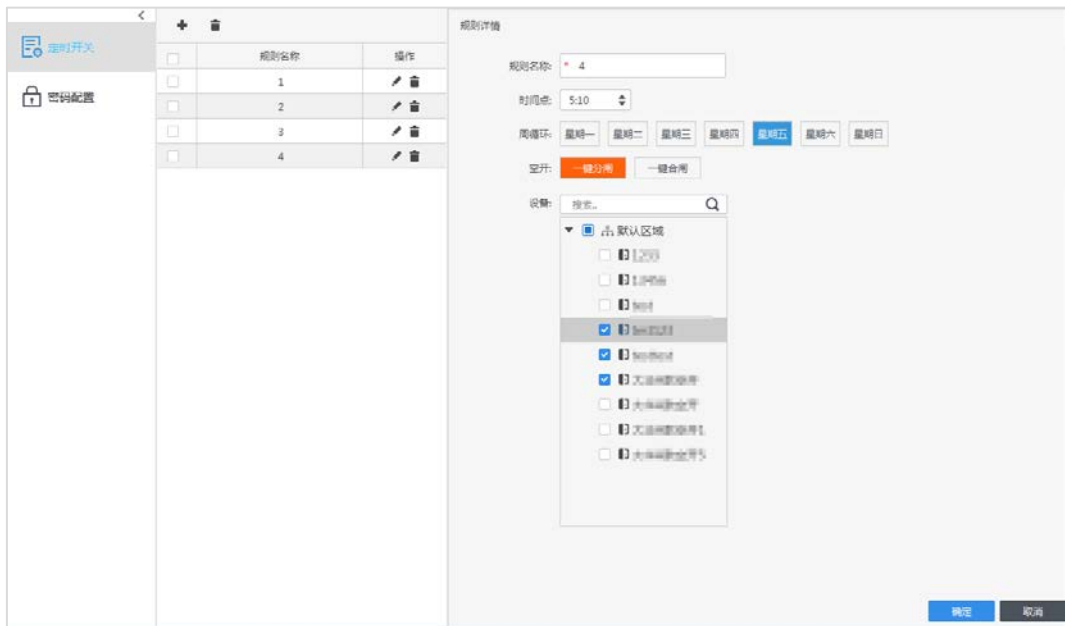 定时开关
密码配置
规则名称 操作
1
2
3
4
规则详情
规则名称: * 4
时间点: 5:10
周循环: 星期一 星期二 星期三 星期四 星期五 星期六 星期日
空开: 一键分闸 一键合闸
设备: 搜索...
默认区域
test
确定 取消